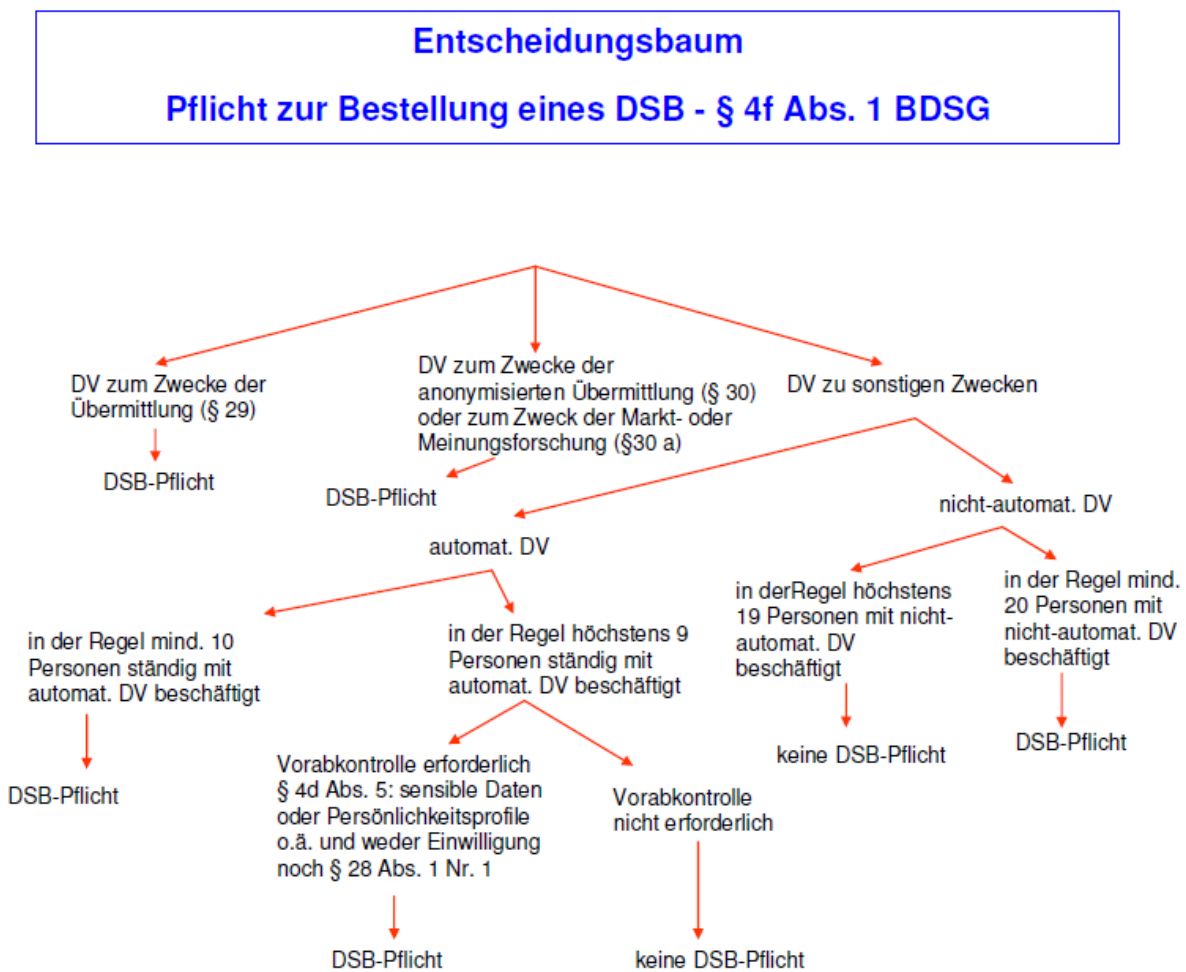 Entscheidungsbaum
Pflicht zur Bestellung eines DSB - § 4f Abs. 1 BDSG
DV zum Zwecke der
Übermittlung (§ 29)
DSB-Pflicht
DV zum Zwecke der
anonymisierten Übermittlung (§ 30)
oder zum Zweck der Markt- oder
Meinungsforschung (§30 a)
DSB-Pflicht
DV zu sonstigen Zwecken
automat. DV
nicht-automat. DV
in der Regel mind. 10
Personen ständig mit
automat. DV beschäftigt
DSB-Pflicht
in der Regel höchstens 9
Personen ständig mit
automat. DV beschäftigt
Vorabkontrolle erforderlich
§ 4d Abs. 5: sensible Daten
oder Persönlichkeitsprofile
o.ä. und weder Einwilligung
noch § 28 Abs. 1 Nr. 1
DSB-Pflicht
Vorabkontrolle
nicht erforderlich
keine DSB-Pflicht
in derRegel höchstens
19 Personen mit nicht-
automat. DV
beschäftigt
keine DSB-Pflicht
in der Regel mind.
20 Personen mit
nicht-automat. DV
beschäftigt
DSB-Pflicht